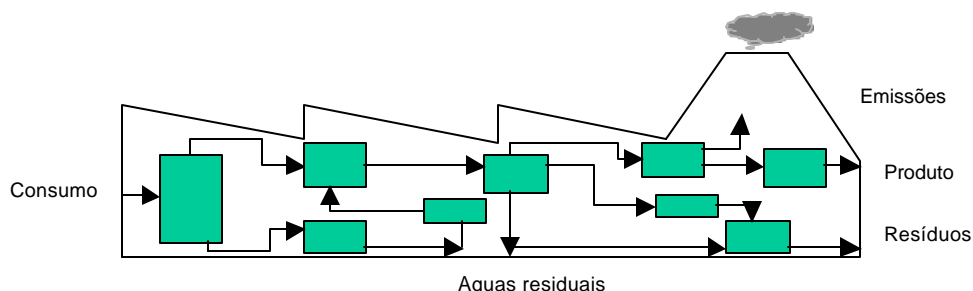 Emissões
Consumo
Produto
Resíduos
Aguas residuais